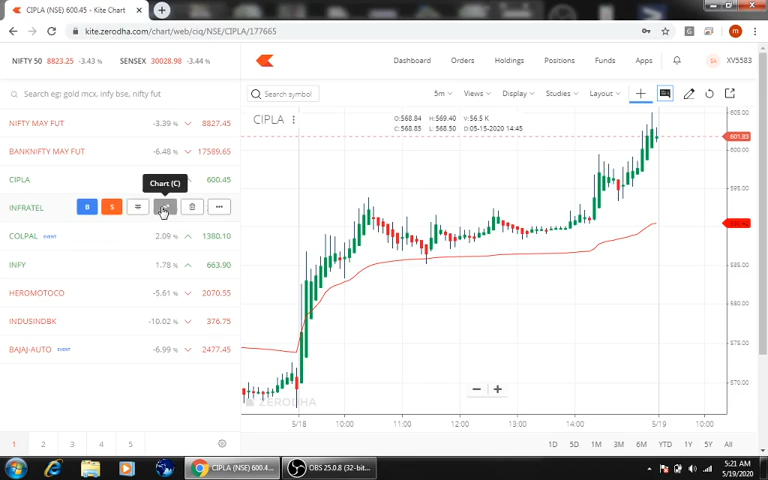 CIPLA (NSE) 600.45 - Kite Chart
kite.zerodha.com/chart/web/ciq/NSE/CIPLA/177665
NIFTY 50 8823.25 -3.43 % SENSEX 30028.98 -3.44 %
Dashboard Orders Holdings Positions Funds Apps XV5583
Search eg: gold mcx, infy bse, nifty fut
Search symbol 5m Views Display Studies Layout
NIFTY MAY FUT -3.39 % 8827.45
BANKNIFTY MAY FUT -6.48 % 17589.65
CIPLA 600.45
Chart (C)
INFRATEL B S
COLPAL EVENT 2.09 % 1380.10
INFY 1.78 % 663.90
HEROMOTOCO -5.61 % 2070.55
INDUSINDBK -10.02 % 376.75
BAJAJ-AUTO EVENT -6.99 % 2477.45
1 2 3 4 5
CIPLA
O:568.84 H:569.40 V:56.5 K
C:568.85 L:568.50 D:05-15-2020 14:45
605.00
600.00
595.00
585.00
580.00
575.00
570.00
ZERODHA
5/18 10:00 11:00 12:00 13:00 14:00 5/19 10:00
1D 5D 1M 3M 6M YTD 1Y 5Y All
CIPLA (NSE) 600.4...
OBS 25.0.8 (32-bit...
5:21 AM
5/19/2020